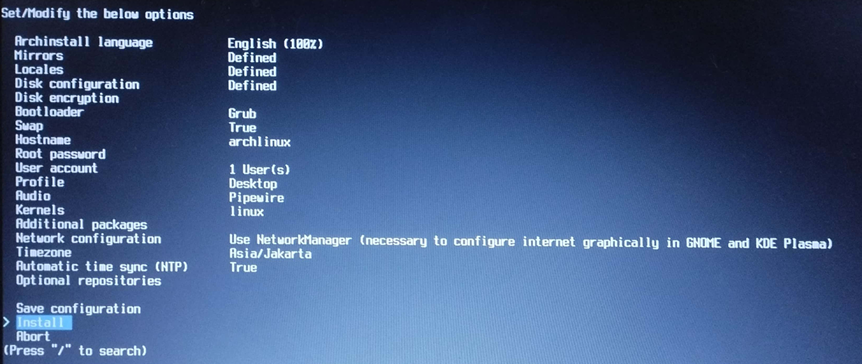 Set/Modify the below options
Archinstall language English (100%)
Mirrors Defined
Locales Defined
Disk configuration Defined
Disk encryption
Bootloader Grub
Swap True
Hostname archlinux
Root password
User account 1 User(s)
Profile Desktop
Audio Pipewire
Kernels linux
Additional packages
Network configuration Use NetworkManager (necessary to configure internet graphically in GNOME and KDE Plasma)
Timezone Asia/Jakarta
Automatic time sync (NTP) True
Optional repositories
Save configuration
> Install
Abort
(Press "/" to search)